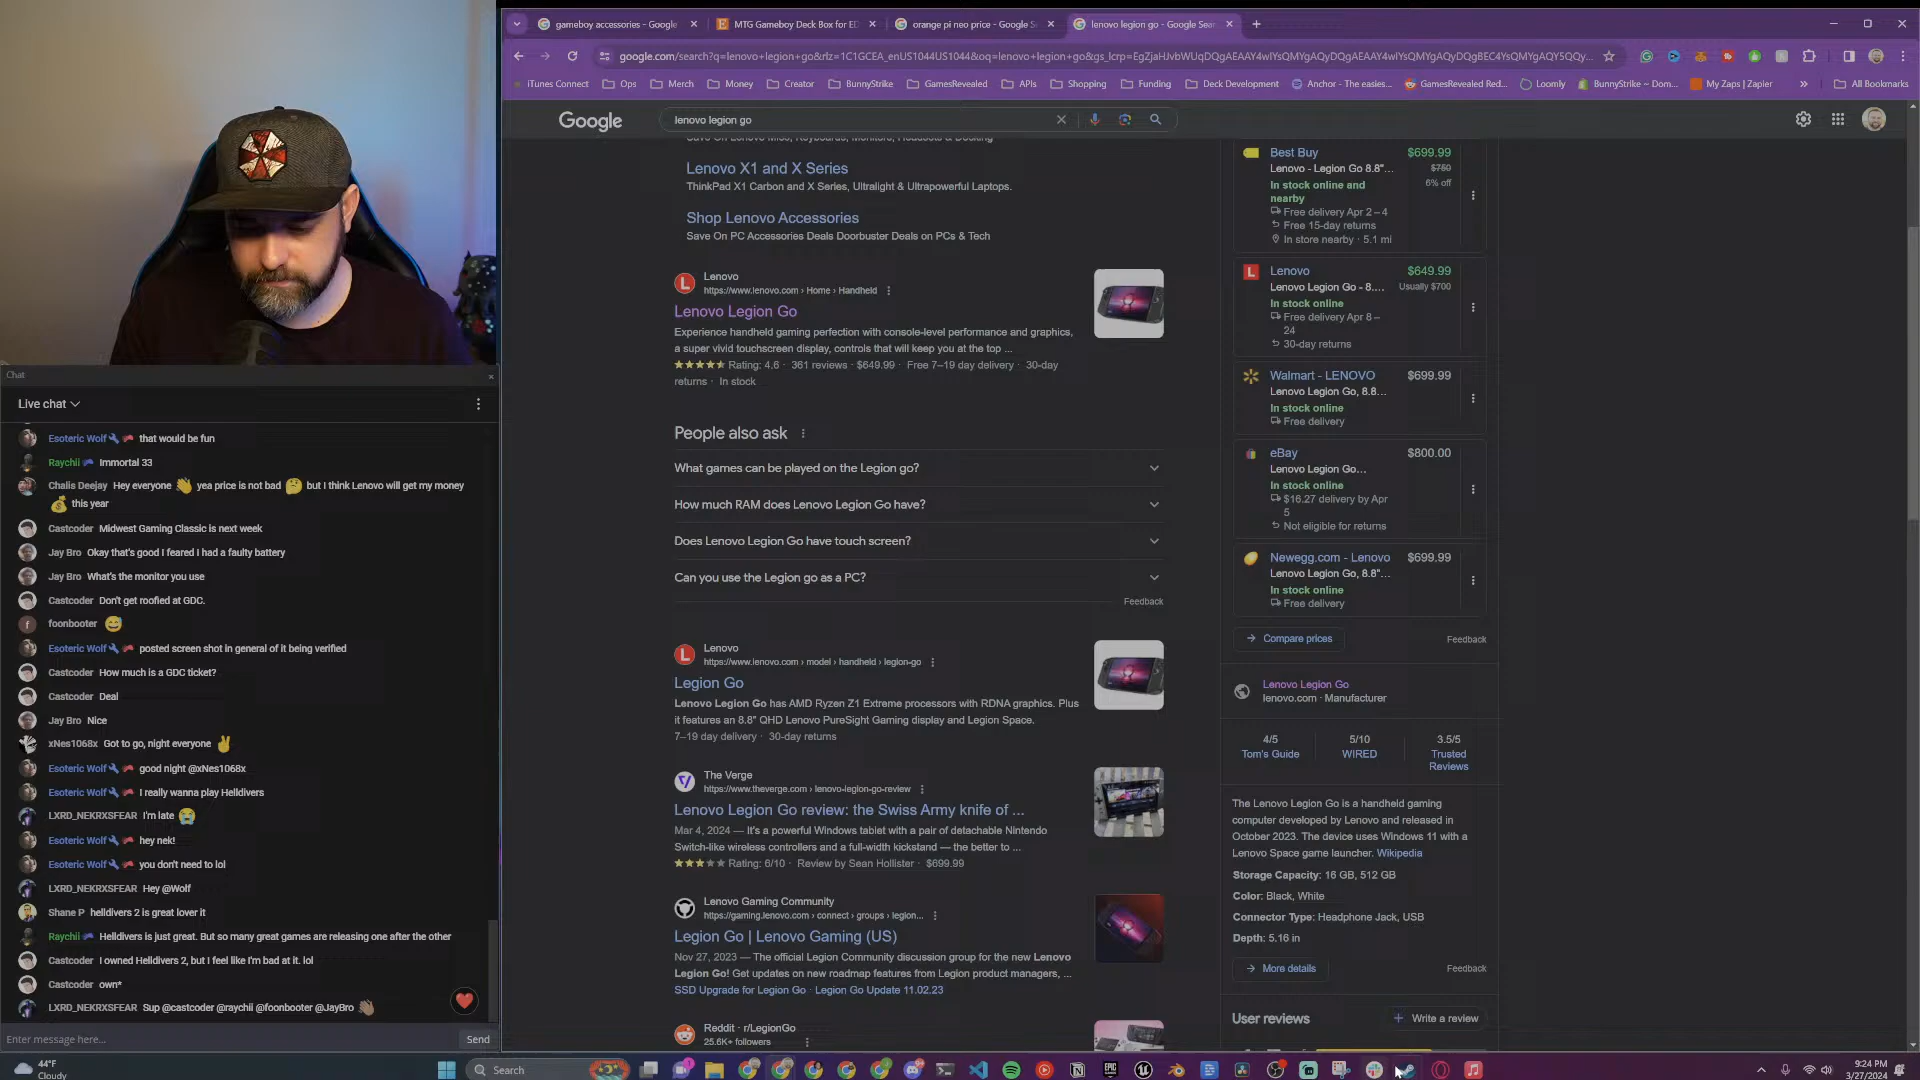 gameboy accessories - Google
MTG Gameboy Deck Box for ED
orange pi neo price - Google S
lenovo legion go - Google Sear
google.com/search?q=lenovo+legion+go&rlz=1C1GCEA_enUS1044US1044&oq=lenovo+legion+go&gs_lcrp=
iTunes Connect
Ops
Merch
Money
Creator
BunnyStrike
GamesRevealed
APIs
Shopping
Funding
Deck Development
Anchor - The easies...
GamesRevealed Red...
Loomly
BunnyStrike ~ Dom...
My Zaps | Zapier
All Bookmarks
Google
lenovo legion go
Save On Lenovo Mice, Keyboards, Monitors, Headsets & Docking
Lenovo X1 and X Series
ThinkPad X1 Carbon and X Series, Ultralight & Ultrapowerful Laptops.
Shop Lenovo Accessories
Save On PC Accessories Deals Doorbuster Deals on PCs & Tech
Lenovo
https://www.lenovo.com › Home › Handheld
Lenovo Legion Go
Experience handheld gaming perfection with console-level performance and graphics,
a super vivid touchscreen display, controls that will keep you at the top ...
Rating: 4.6 · 361 reviews · $649.99 · Free 7–19 day delivery · 30-day
returns · In stock
People also ask
What games can be played on the Legion go?
How much RAM does Lenovo Legion Go have?
Does Lenovo Legion Go have touch screen?
Can you use the Legion go as a PC?
Feedback
Lenovo
https://www.lenovo.com › model › handheld › legion-go
Legion Go
Lenovo Legion Go has AMD Ryzen Z1 Extreme processors with RDNA graphics. Plus
it features an 8.8" QHD Lenovo PureSight Gaming display and Legion Space.
7–19 day delivery · 30-day returns
The Verge
https://www.theverge.com › lenovo-legion-go-review
Lenovo Legion Go review: the Swiss Army knife of ...
Mar 4, 2024 — It's a powerful Windows tablet with a pair of detachable Nintendo
Switch-like wireless controllers and a full-width kickstand — the better to ...
Rating: 6/10 · Review by Sean Hollister · $699.99
Lenovo Gaming Community
https://gaming.lenovo.com › connect › groups › legion...
Legion Go | Lenovo Gaming (US)
Nov 27, 2023 — The official Legion Community discussion group for the new Lenovo
Legion Go! Get updates on new roadmap features from Legion product managers, ...
SSD Upgrade for Legion Go · Legion Go Update 11.02.23
Reddit · r/LegionGo
25.6K+ followers
Best Buy $699.99
Lenovo - Legion Go 8.8"... $750
6% off
In stock online and
nearby
Free delivery Apr 2 – 4
Free 15-day returns
In store nearby · 5.1 mi
Lenovo $649.99
Lenovo Legion Go - 8.... Usually $700
In stock online
Free delivery Apr 8 –
24
30-day returns
Walmart - LENOVO $699.99
Lenovo Legion Go, 8.8...
In stock online
Free delivery
eBay $800.00
Lenovo Legion Go...
In stock online
$16.27 delivery by Apr
5
Not eligible for returns
Newegg.com - Lenovo $699.99
Lenovo Legion Go, 8.8"...
In stock online
Free delivery
Compare prices
Feedback
Lenovo Legion Go
lenovo.com · Manufacturer
4/5 5/10 3.5/5
Tom's Guide WIRED Trusted
Reviews
The Lenovo Legion Go is a handheld gaming
computer developed by Lenovo and released in
October 2023. The device uses Windows 11 with a
Lenovo Space game launcher. Wikipedia
Storage Capacity: 16 GB, 512 GB
Color: Black, White
Connector Type: Headphone Jack, USB
Depth: 5.16 in
More details
Feedback
User reviews
Write a review
Chat
Live chat
Esoteric Wolf that would be fun
Raychii Immortal 33
Chalis Deejay Hey everyone 👋 yea price is not bad 🤔 but I think Lenovo will get my money
💰 this year
Castcoder Midwest Gaming Classic is next week
Jay Bro Okay that's good I feared I had a faulty battery
Jay Bro What's the monitor you use
Castcoder Don't get roofied at GDC.
foonbooter 😅
Esoteric Wolf posted screen shot in general of it being verified
Castcoder How much is a GDC ticket?
Castcoder Deal
Jay Bro Nice
xNes1068x Got to go, night everyone ✌
Esoteric Wolf good night @xNes1068x
Esoteric Wolf I really wanna play Helldivers
LXRD_NEKRXSFEAR I'm late 😭
Esoteric Wolf hey nek!
Esoteric Wolf you don't need to lol
LXRD_NEKRXSFEAR Hey @Wolf
Shane P helldivers 2 is great lover it
Raychii Helldivers is just great. But so many great games are releasing one after the other
Castcoder I owned Helldivers 2, but I feel like I'm bad at it. lol
Castcoder own*
LXRD_NEKRXSFEAR Sup @castcoder @raychii @foonbooter @JayBro 👋
Enter message here...
Send
44°F
Cloudy
Search
9:24 PM
3/27/2024